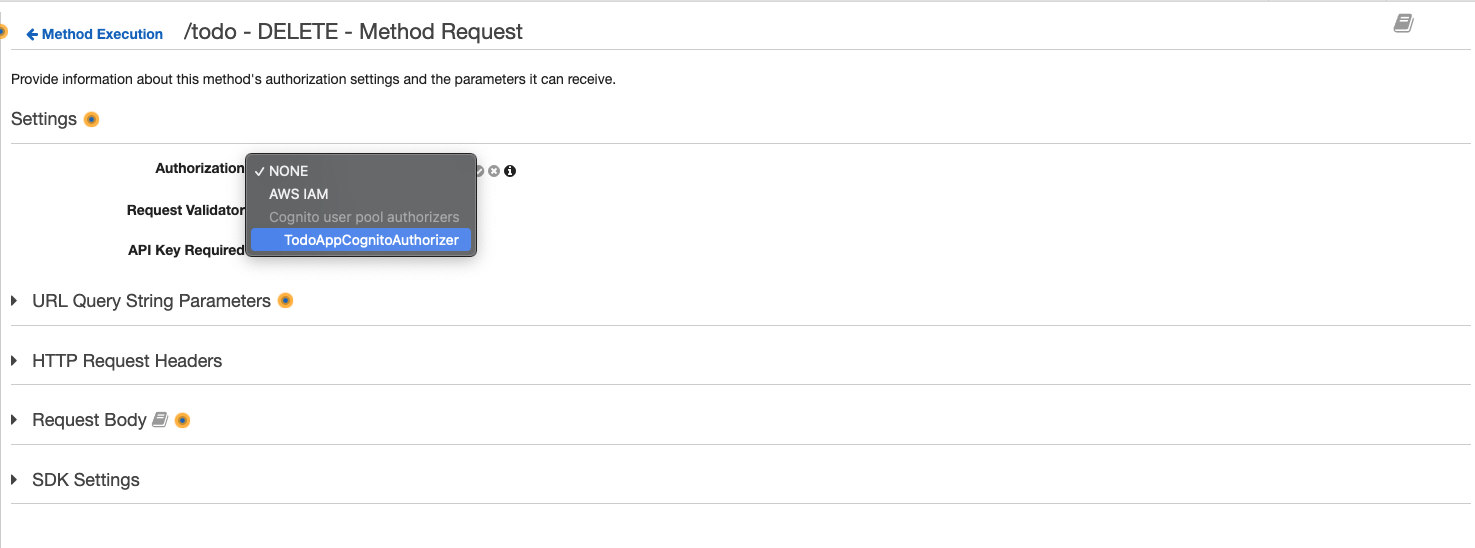 Method Execution /todo - DELETE - Method Request
Provide information about this method's authorization settings and the parameters it can receive.
Settings
Authorization
NONE
AWS IAM
Cognito user pool authorizers
TodoAppCognitoAuthorizer
Request Validator
API Key Required
URL Query String Parameters
HTTP Request Headers
Request Body
SDK Settings